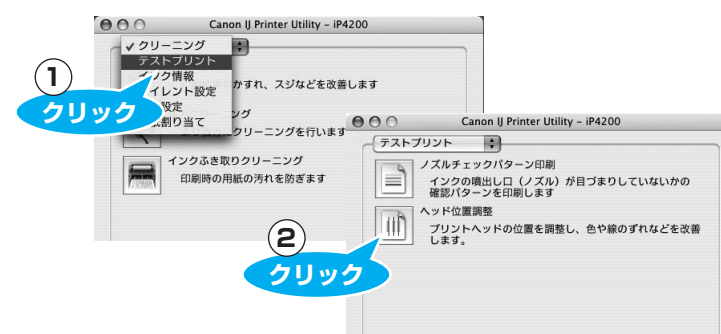 Canon IJ Printer Utility – iP4200
✓ クリーニング
テストプリント
インク情報
イレント設定
設定
割り当て
かすれ、スジなどを改善します
ング
クリーニングを行います
インクふき取りクリーニング
印刷時の用紙の汚れを防ぎます
①
クリック
Canon IJ Printer Utility – iP4200
テストプリント
ノズルチェックパターン印刷
インクの噴出し口（ノズル）が目づまりしていないかの
確認パターンを印刷します
ヘッド位置調整
プリントヘッドの位置を調整し、色や線のずれなどを改善
します。
②
クリック